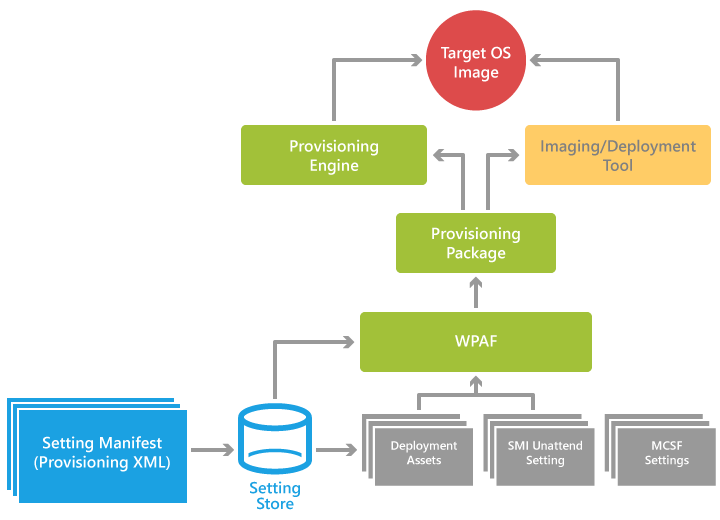 Target OS
Image
Provisioning
Engine
Imaging/Deployment
Tool
Provisioning
Package
WPAF
Setting Manifest
(Provisioning XML)
Setting
Store
Deployment
Assets
SMI Unattend
Setting
MCSF
Settings